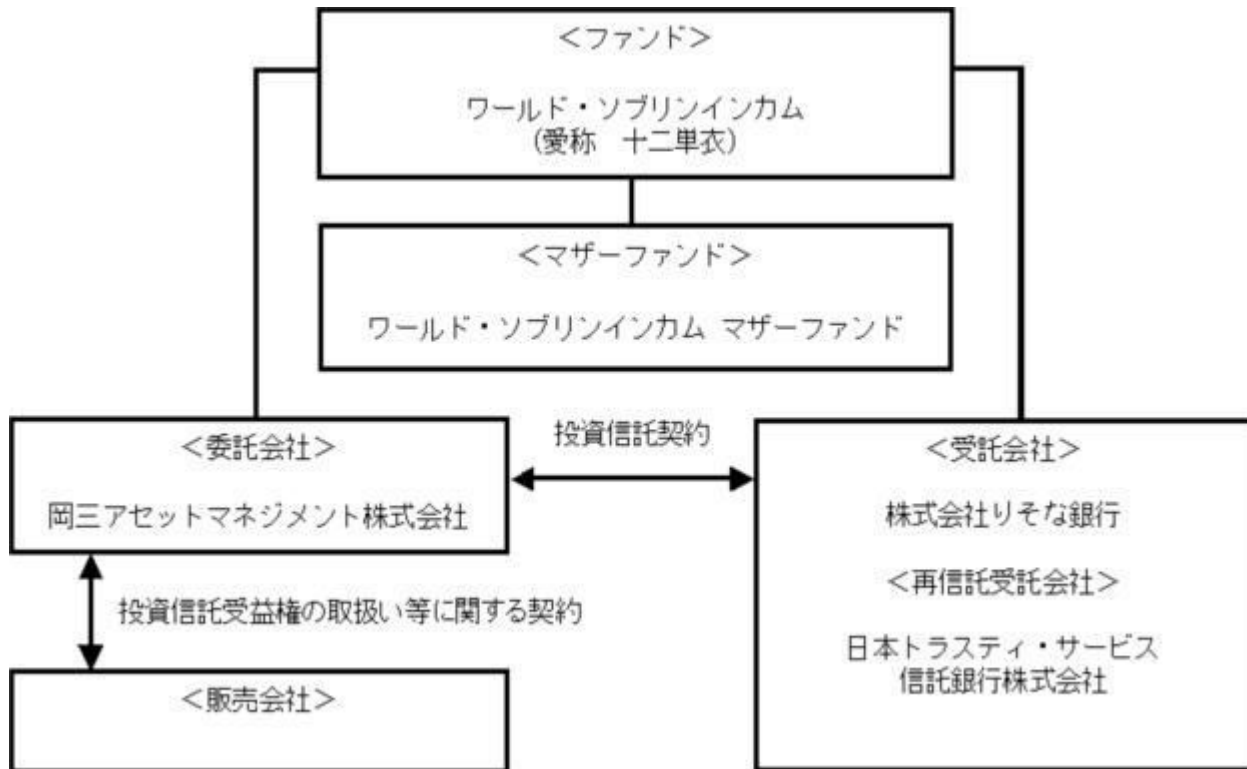 ＜ファンド＞
ワールド・ソブリンインカム
(愛称　十二単衣)
＜マザーファンド＞
ワールド・ソブリンインカム マザーファンド
＜委託会社＞
岡三アセットマネジメント株式会社
投資信託契約
＜受託会社＞
株式会社りそな銀行
＜再信託受託会社＞
日本トラスティ・サービス
信託銀行株式会社
投資信託受益権の取扱い等に関する契約
＜販売会社＞